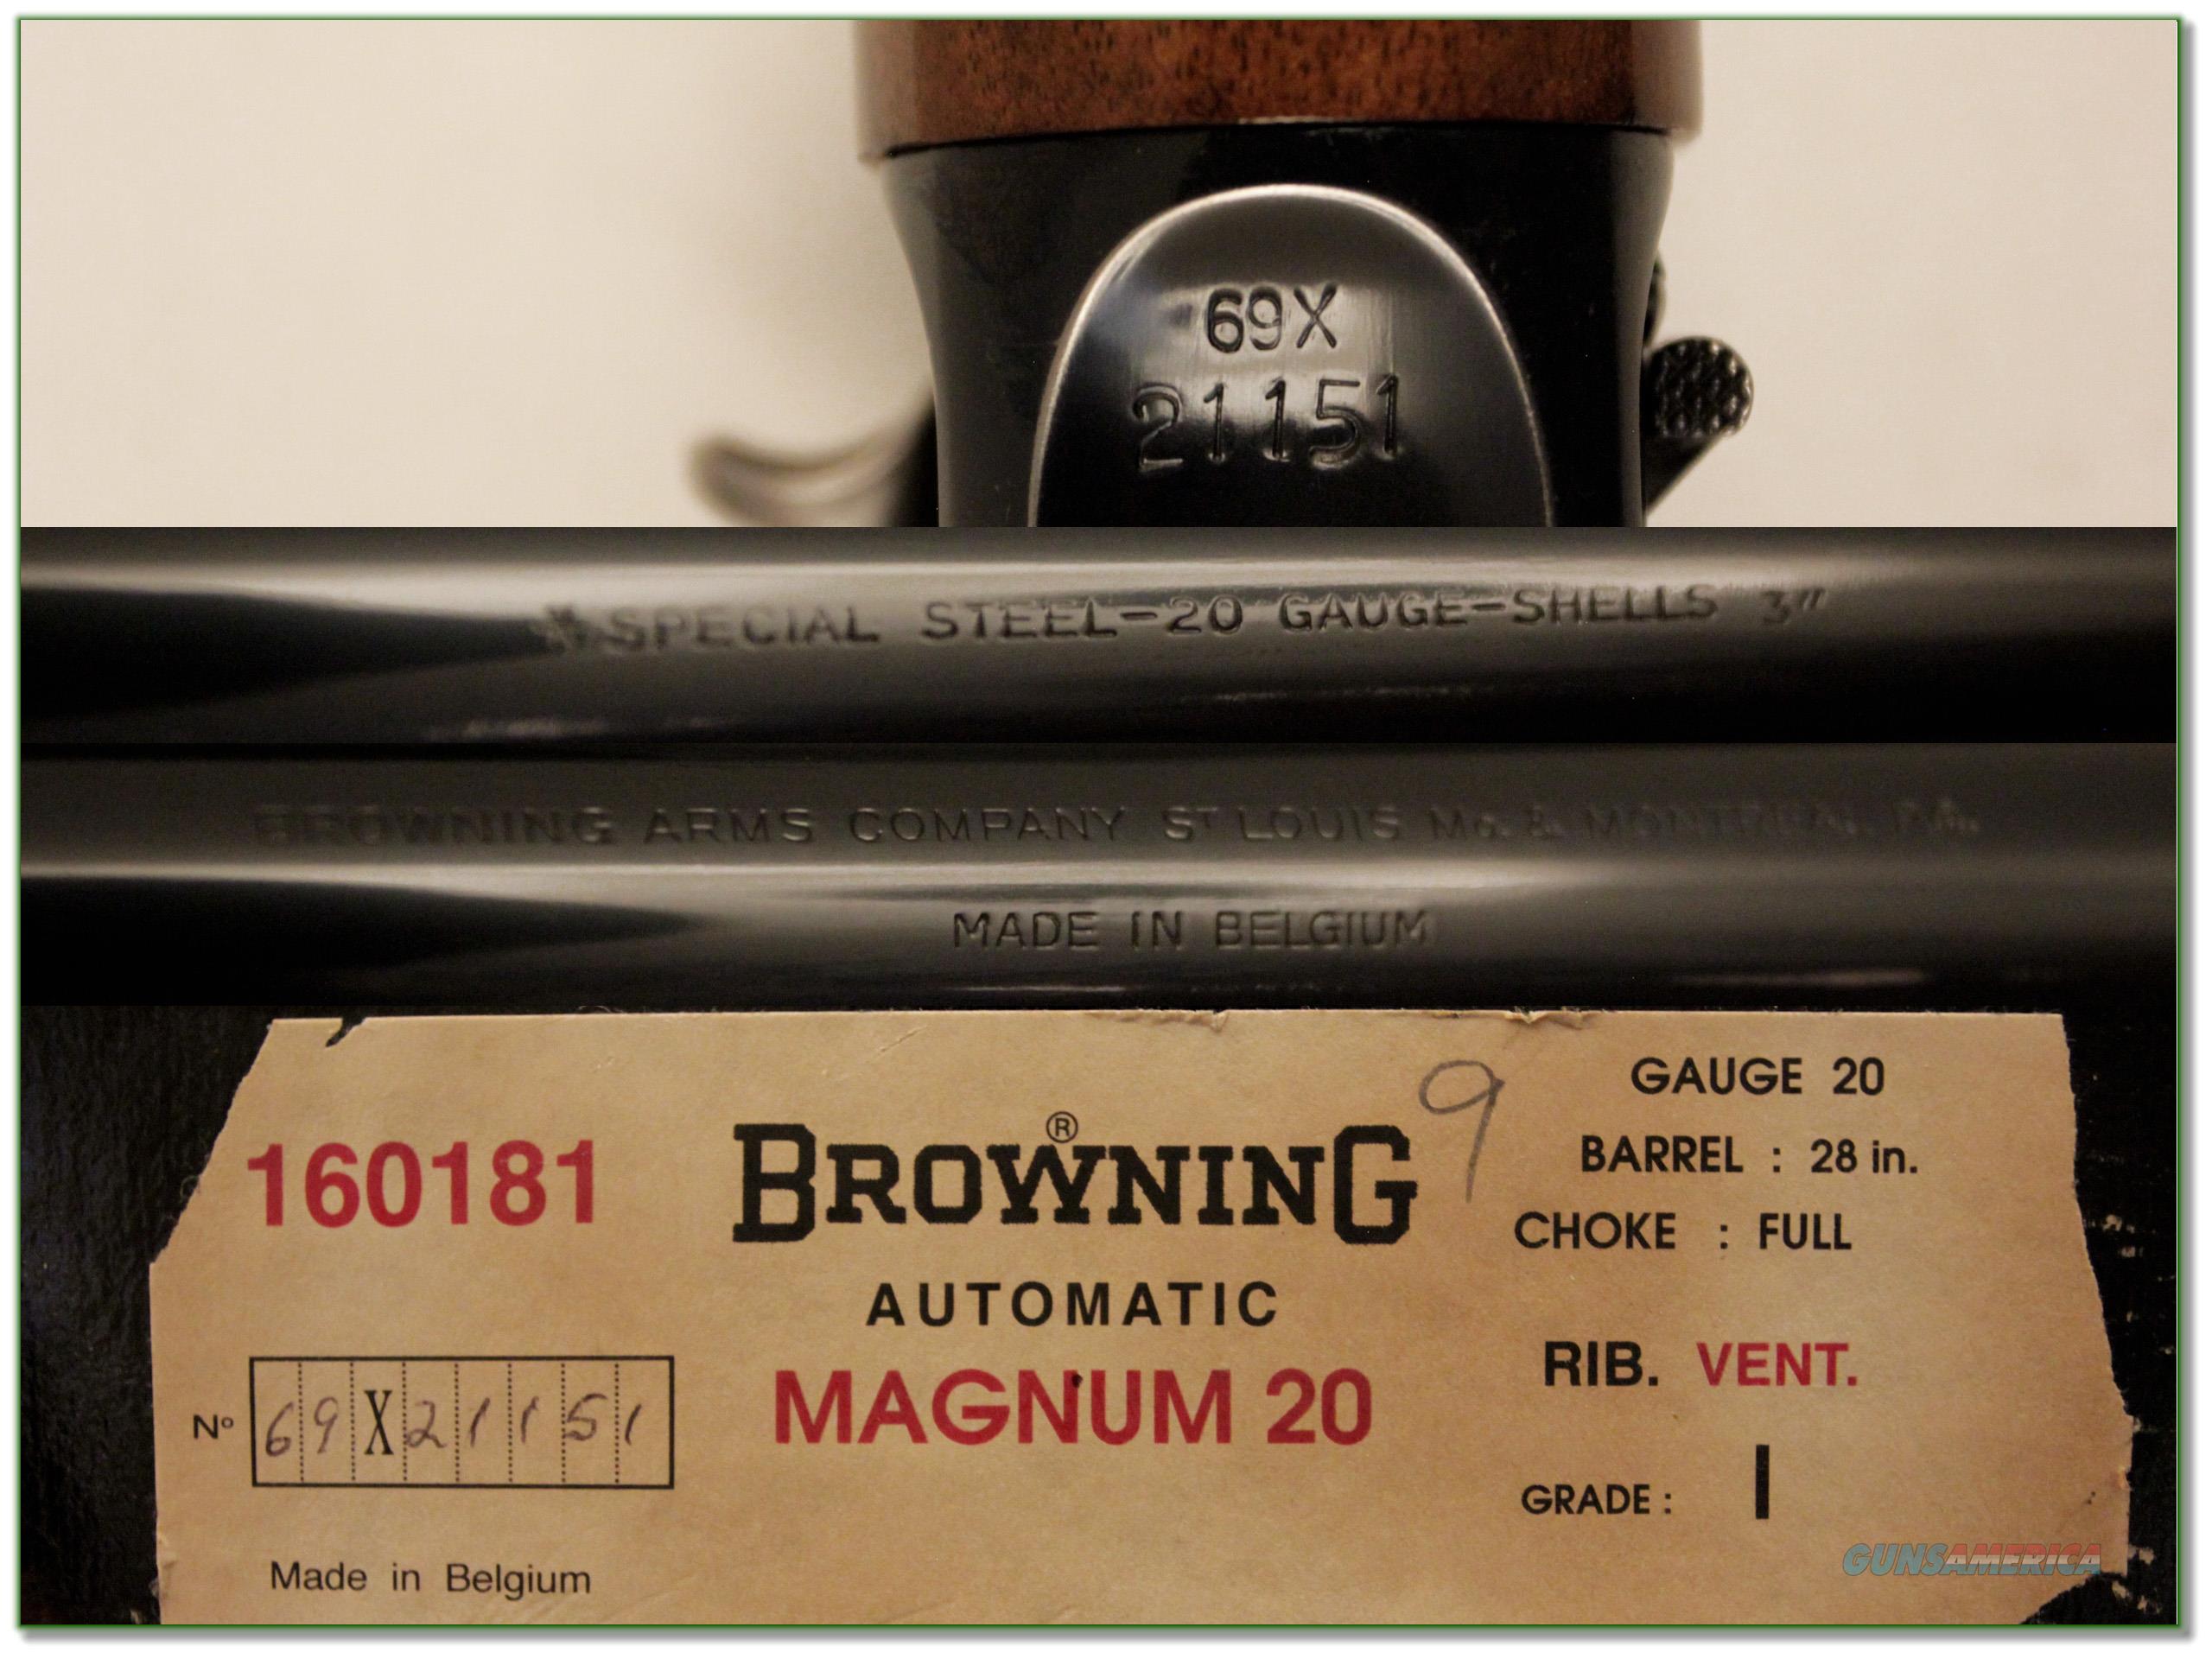 69X
21151
SPECIAL STEEL-20 GAUGE-SHELLS 3"
BROWNING ARMS COMPANY ST LOUIS Mo. & MONTREAL P.Q.
MADE IN BELGIUM
160181
BROWNING®
9
AUTOMATIC
MAGNUM 20
No 69X21151
Made in Belgium
GAUGE 20
BARREL : 28 in.
CHOKE : FULL
RIB. VENT.
GRADE : I
GUNSAMERICA